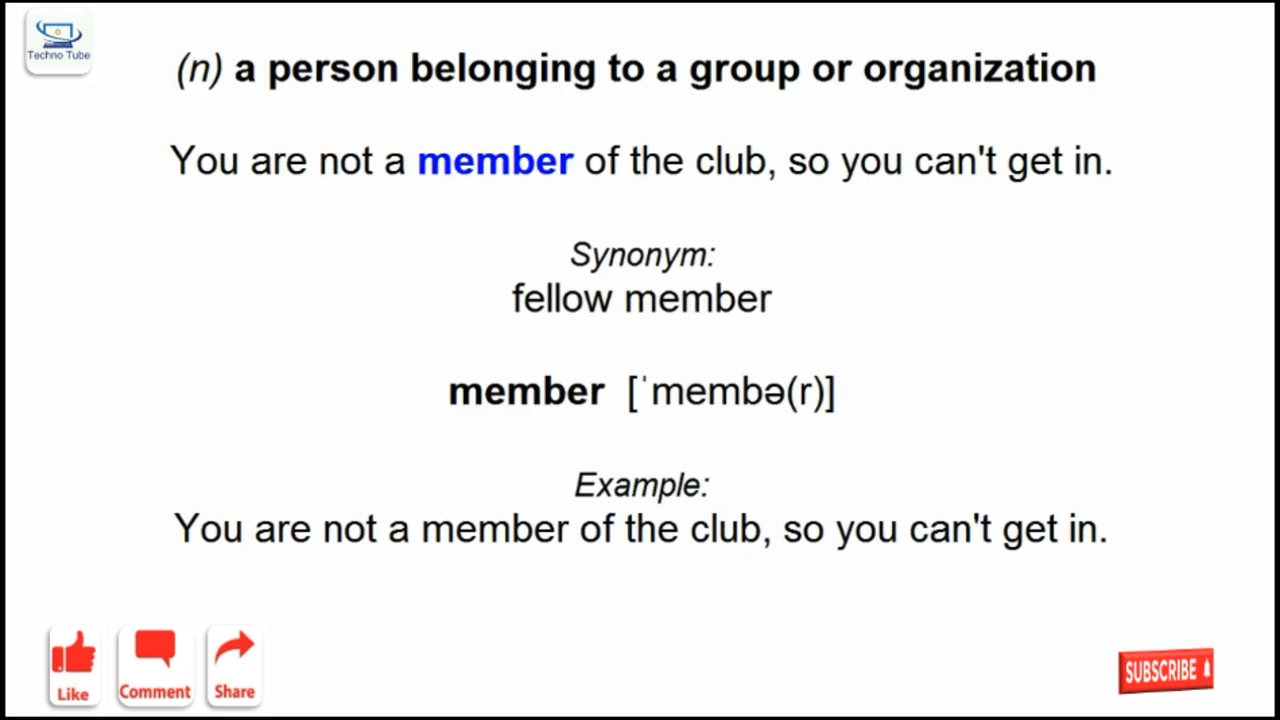 Techno Tube
(n) a person belonging to a group or organization
You are not a member of the club, so you can't get in.
Synonym:
fellow member
member [ˈmembə(r)]
Example:
You are not a member of the club, so you can't get in.
Like
Comment
Share
SUBSCRIBE